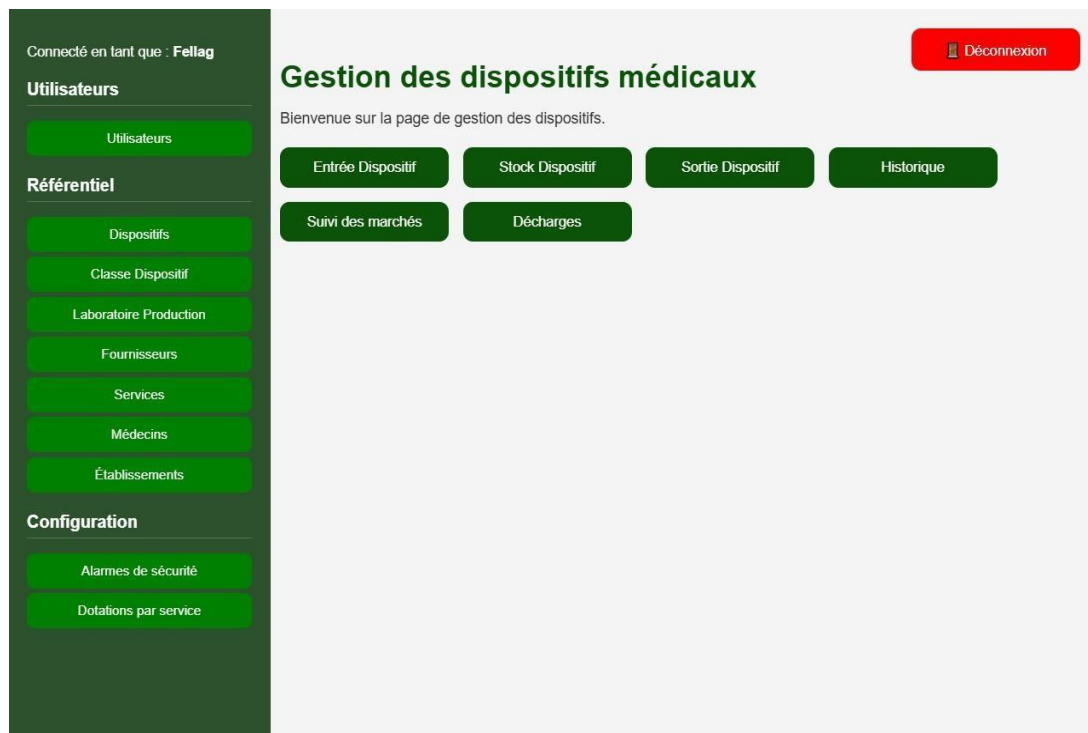 Connecté en tant que : Fellag
Utilisateurs
Utilisateurs
Référentiel
Dispositifs
Classe Dispositif
Laboratoire Production
Fournisseurs
Services
Médecins
Établissements
Configuration
Alarmes de sécurité
Dotations par service
Déconnexion
Gestion des dispositifs médicaux
Bienvenue sur la page de gestion des dispositifs.
Entrée Dispositif
Stock Dispositif
Sortie Dispositif
Historique
Suivi des marchés
Décharges